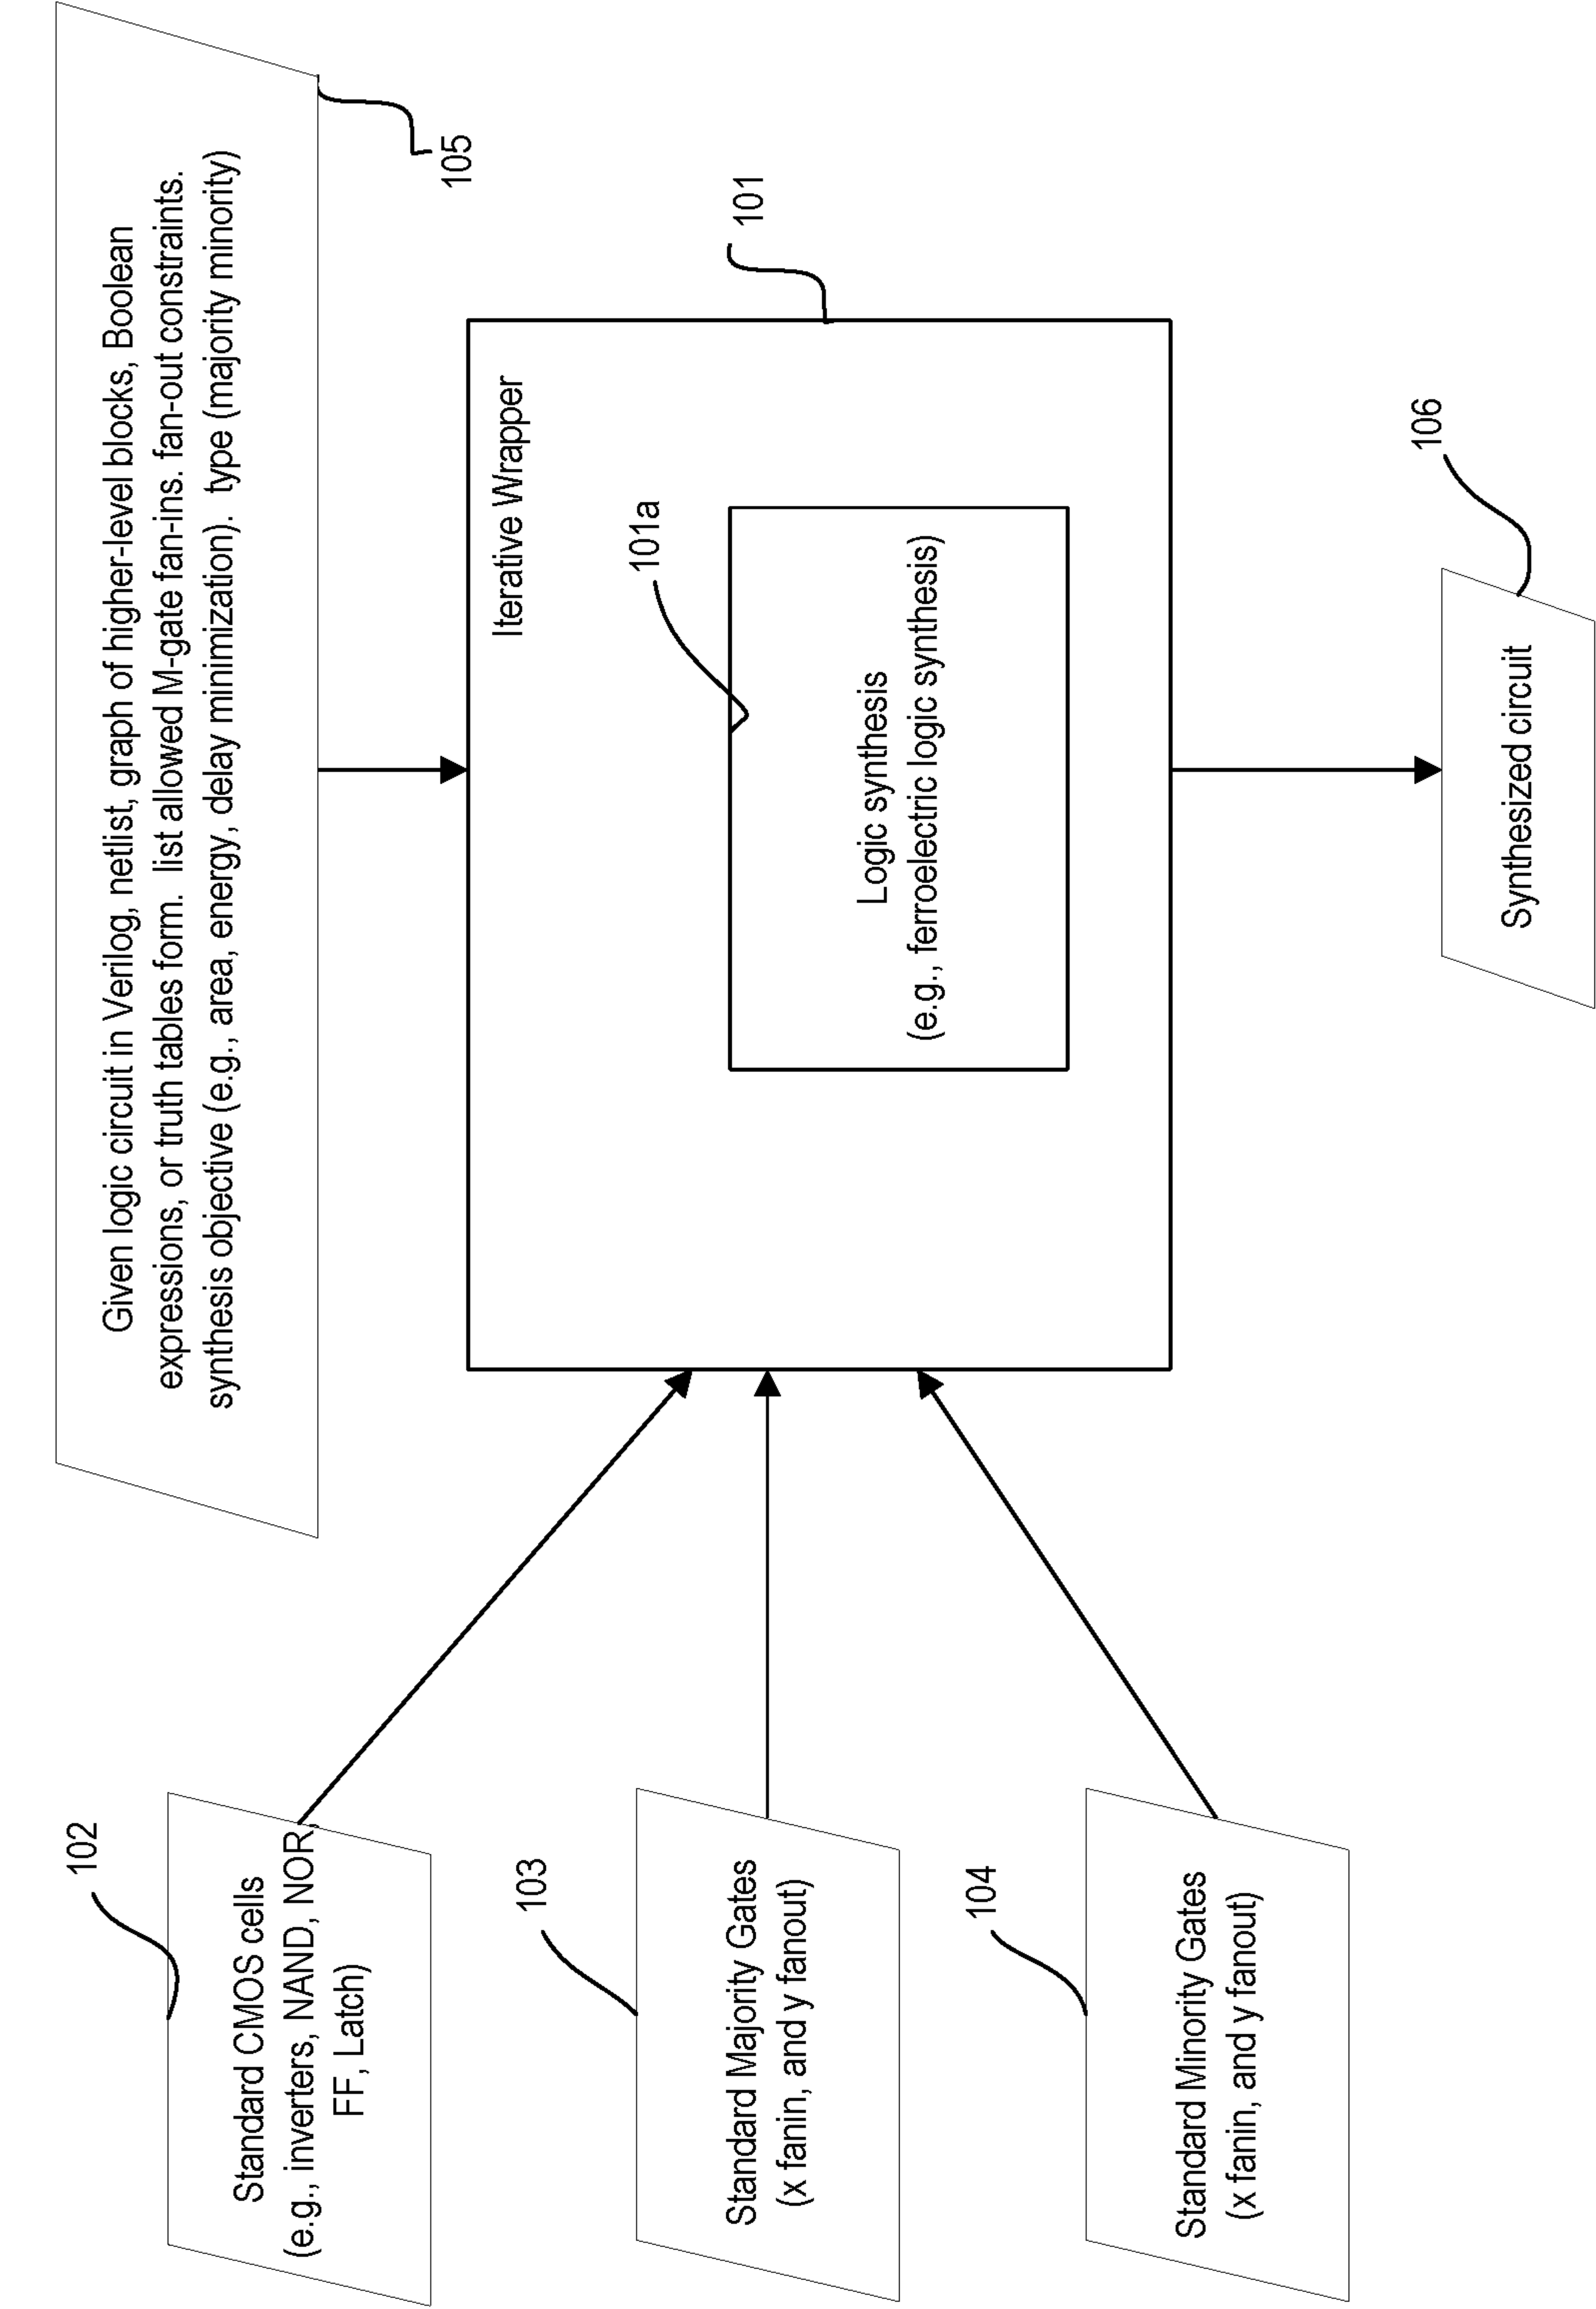 Given logic circuit in Verilog, netlist, graph of higher-level blocks, Boolean
expressions, or truth tables form.  list allowed M-gate fan-ins. fan-out constraints.
synthesis objective (e.g., area, energy, delay minimization).  type (majority minority)
105
101
Iterative Wrapper
101a
Logic synthesis
(e.g., ferroelectric logic synthesis)
102
Standard CMOS cells
(e.g., inverters, NAND, NOR,
FF, Latch)
103
Standard Majority Gates
(x fanin, and y fanout)
104
Standard Minority Gates
(x fanin, and y fanout)
106
Synthesized circuit